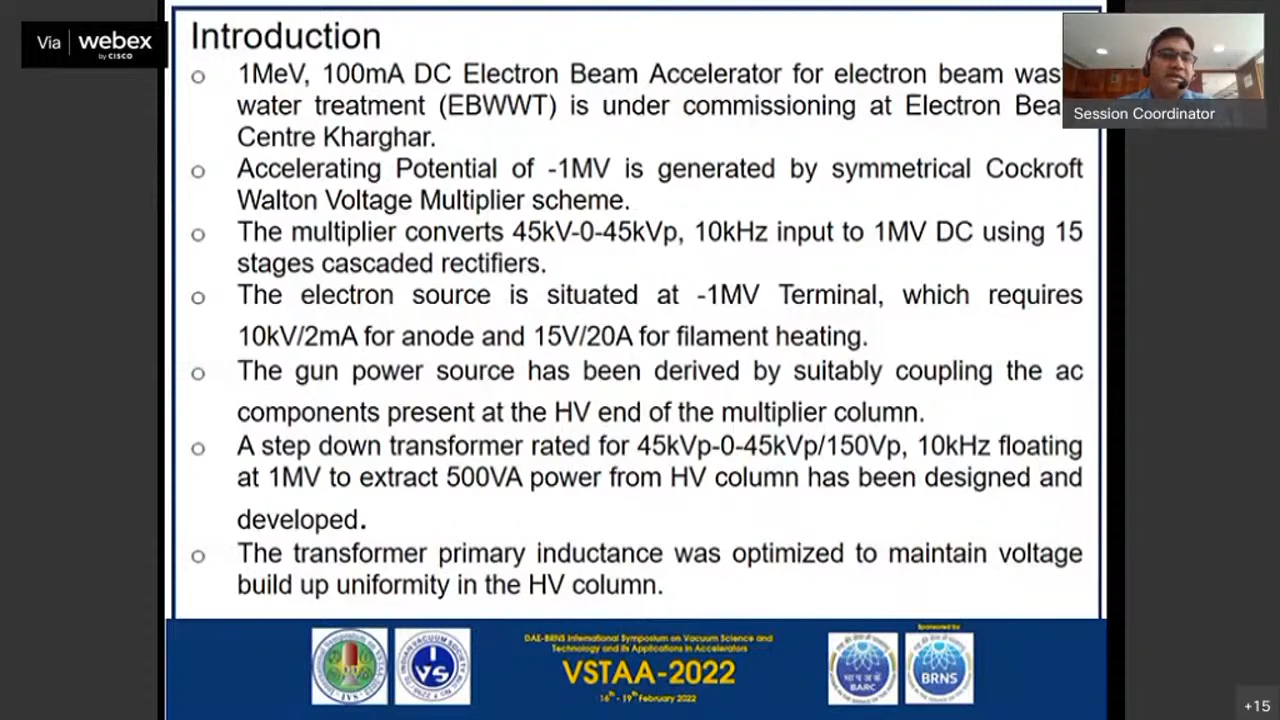 Via webex
by CISCO
Introduction
1MeV, 100mA DC Electron Beam Accelerator for electron beam was
water treatment (EBWWT) is under commissioning at Electron Bea
Centre Kharghar.
Accelerating Potential of -1MV is generated by symmetrical Cockroft
Walton Voltage Multiplier scheme.
The multiplier converts 45kV-0-45kVp, 10kHz input to 1MV DC using 15
stages cascaded rectifiers.
The electron source is situated at -1MV Terminal, which requires
10kV/2mA for anode and 15V/20A for filament heating.
The gun power source has been derived by suitably coupling the ac
components present at the HV end of the multiplier column.
A step down transformer rated for 45kVp-0-45kVp/150Vp, 10kHz floating
at 1MV to extract 500VA power from HV column has been designed and
developed.
The transformer primary inductance was optimized to maintain voltage
build up uniformity in the HV column.
Session Coordinator
DAE-BRNS International Symposium on Vacuum Science and
Technology and its Applications in Accelerators
VSTAA-2022
16th - 19th February 2022
IVS
Sponsored by
BARC
BRNS
+15